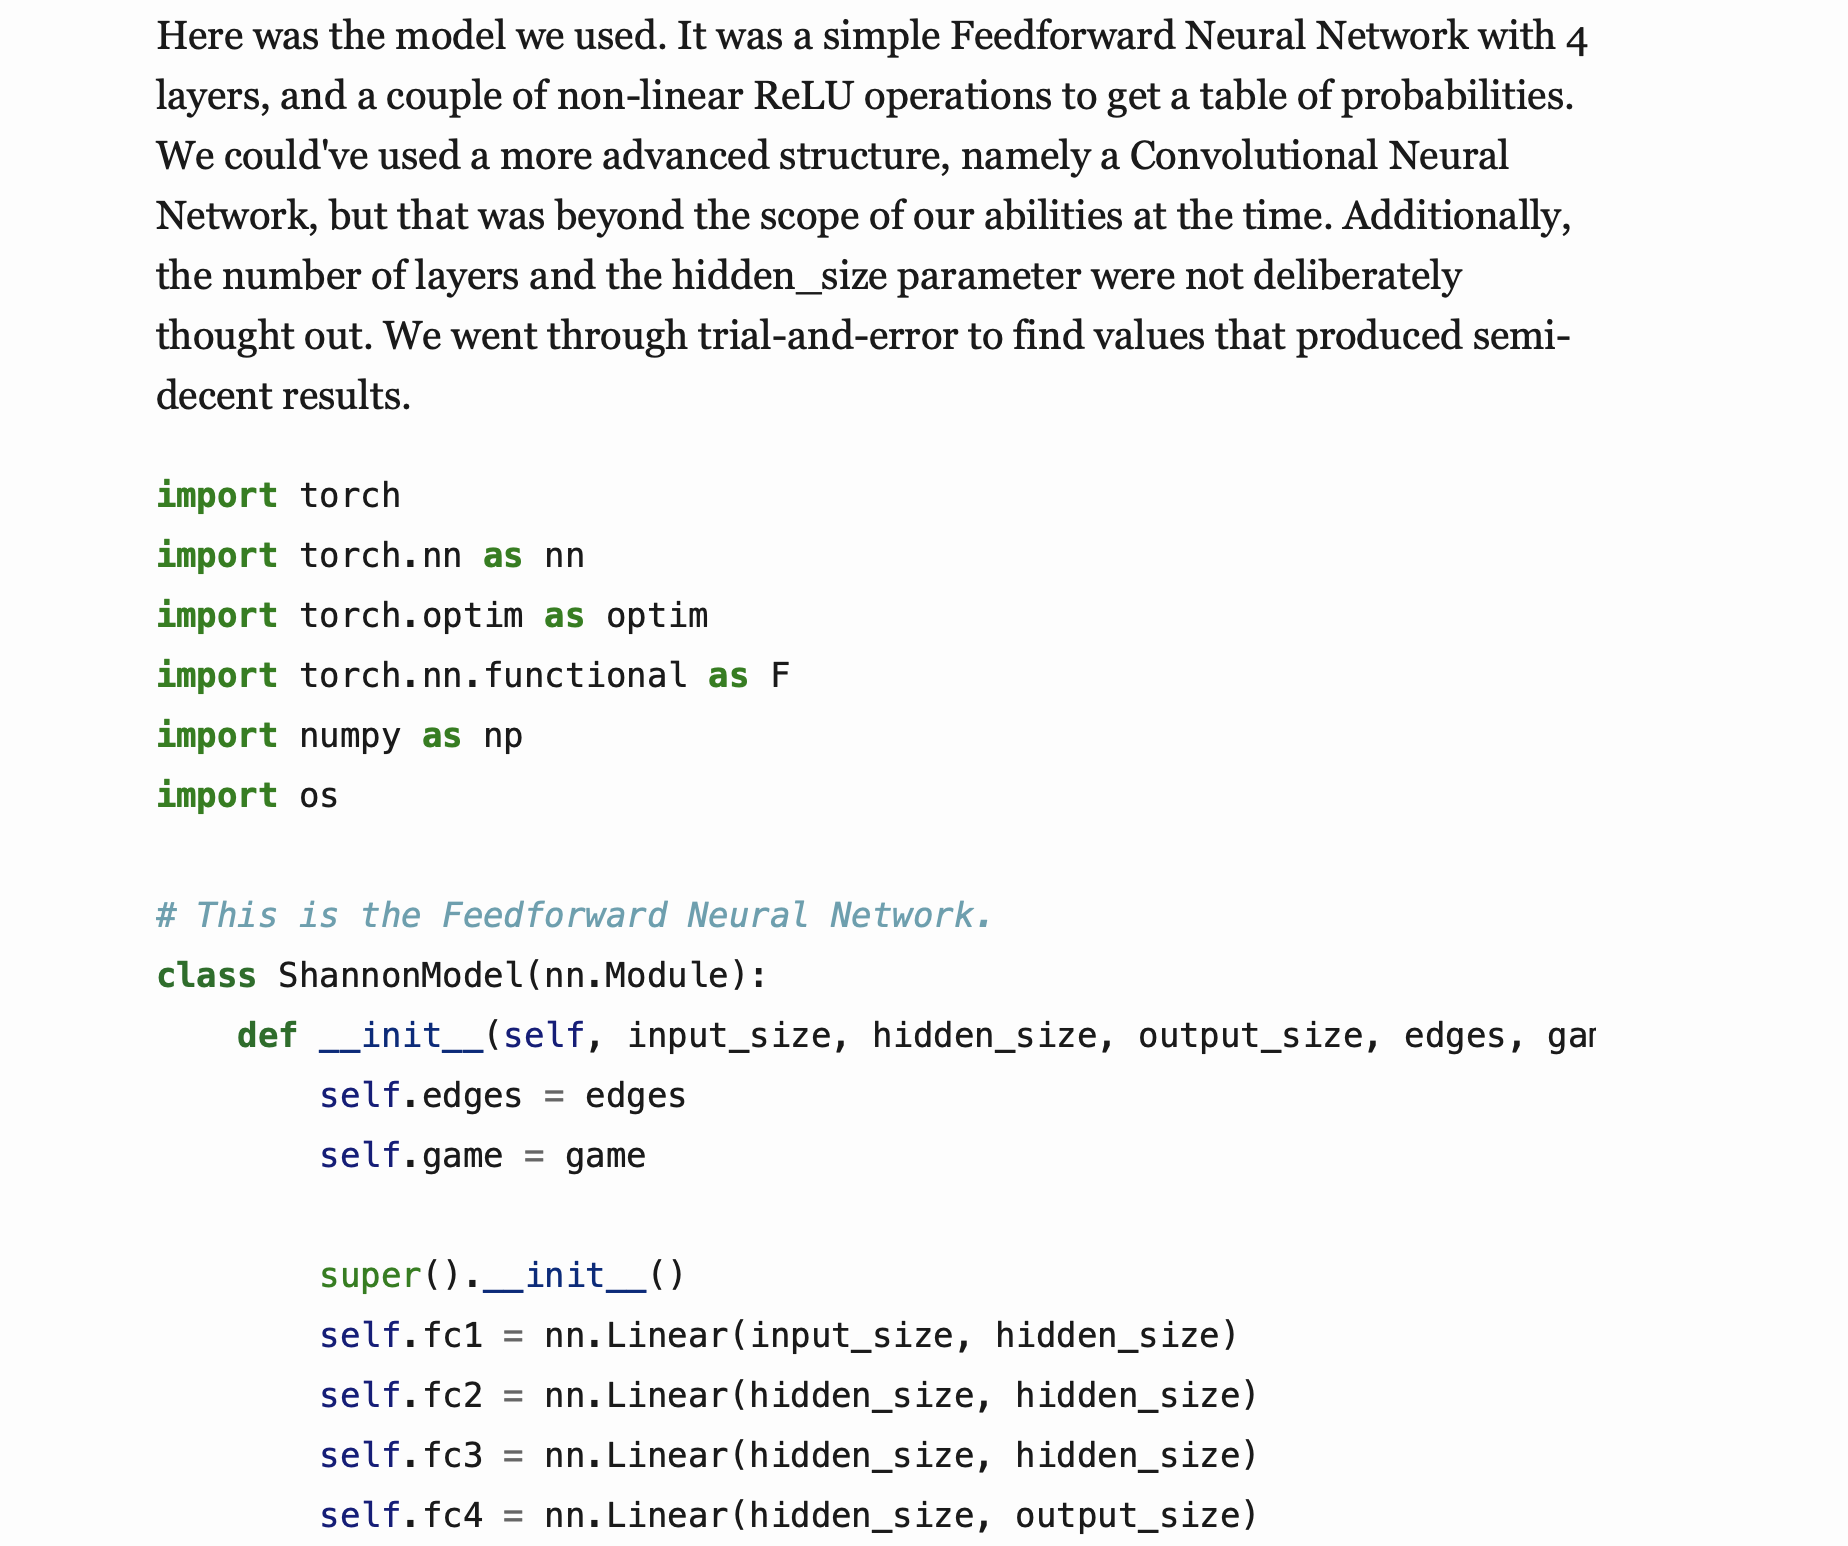 Here was the model we used. It was a simple Feedforward Neural Network with 4
layers, and a couple of non-linear ReLU operations to get a table of probabilities.
We could've used a more advanced structure, namely a Convolutional Neural
Network, but that was beyond the scope of our abilities at the time. Additionally,
the number of layers and the hidden_size parameter were not deliberately
thought out. We went through trial-and-error to find values that produced semi-
decent results.
import torch
import torch.nn as nn
import torch.optim as optim
import torch.nn.functional as F
import numpy as np
import os
# This is the Feedforward Neural Network.
class ShannonModel(nn.Module):
    def __init__(self, input_size, hidden_size, output_size, edges,
        self.edges = edges
        self.game = game
        super().__init__()
        self.fc1 = nn.Linear(input_size, hidden_size)
        self.fc2 = nn.Linear(hidden_size, hidden_size)
        self.fc3 = nn.Linear(hidden_size, hidden_size)
        self.fc4 = nn.Linear(hidden_size, output_size)